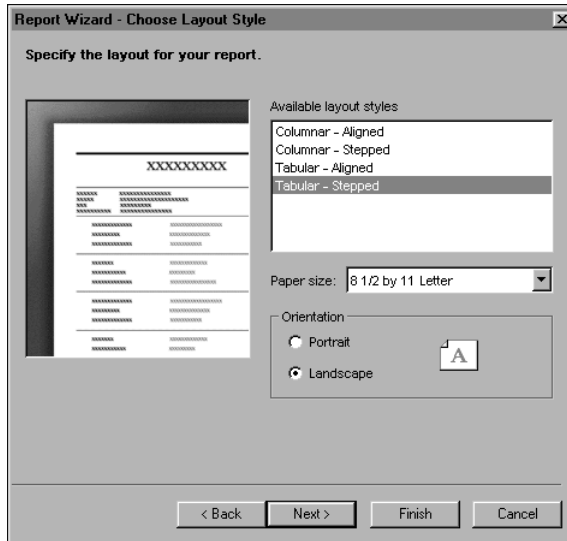 Report Wizard - Choose Layout Style
Specify the layout for your report.
XXXXXXXXX
Available layout styles
Columnar - Aligned
Columnar - Stepped
Tabular - Aligned
Tabular - Stepped
Paper size: 8 1/2 by 11 Letter
Orientation
Portrait
Landscape
A
< Back Next > Finish Cancel